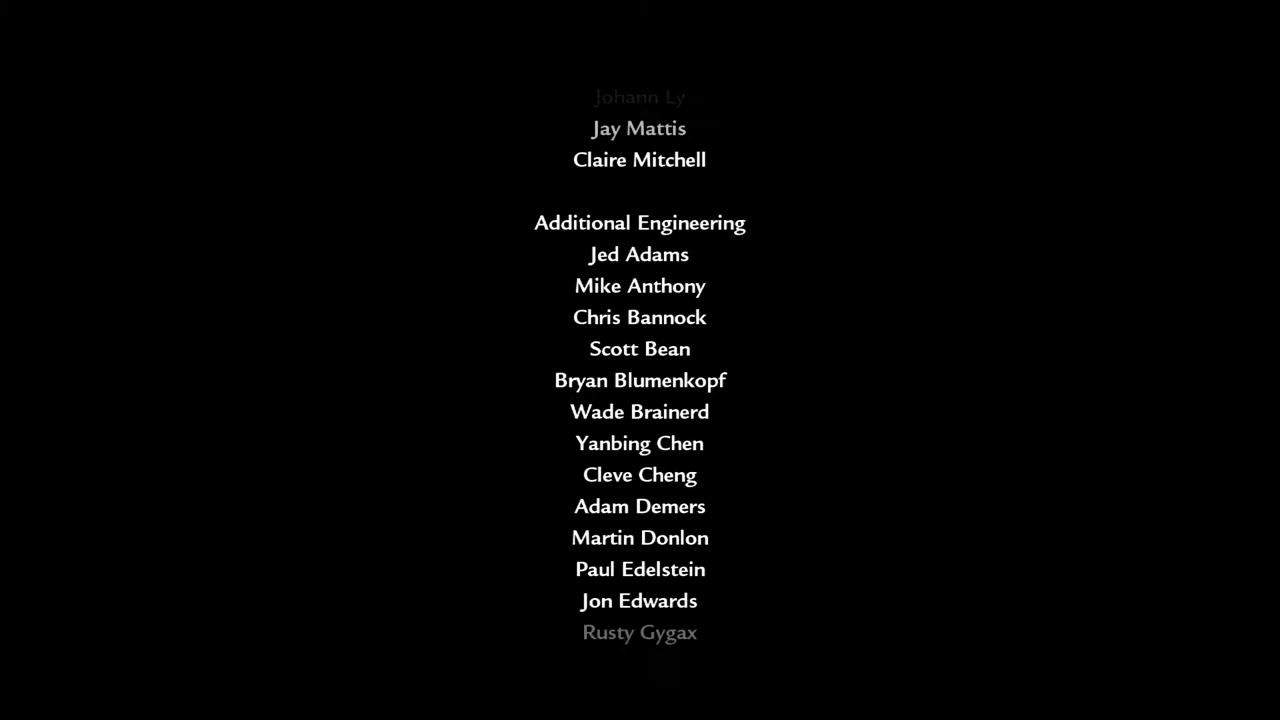 Johann Ly
Jay Mattis
Claire Mitchell
Additional Engineering
Jed Adams
Mike Anthony
Chris Bannock
Scott Bean
Bryan Blumenkopf
Wade Brainerd
Yanbing Chen
Cleve Cheng
Adam Demers
Martin Donlon
Paul Edelstein
Jon Edwards
Rusty Gygax